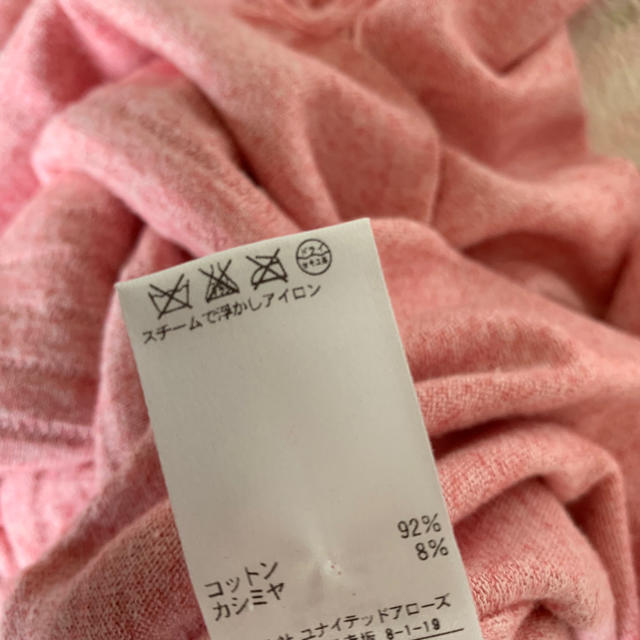 スチームで浮かしアイロン
コットン 92%
カシミヤ 8%
ユナイテッドアローズ
8-1-19